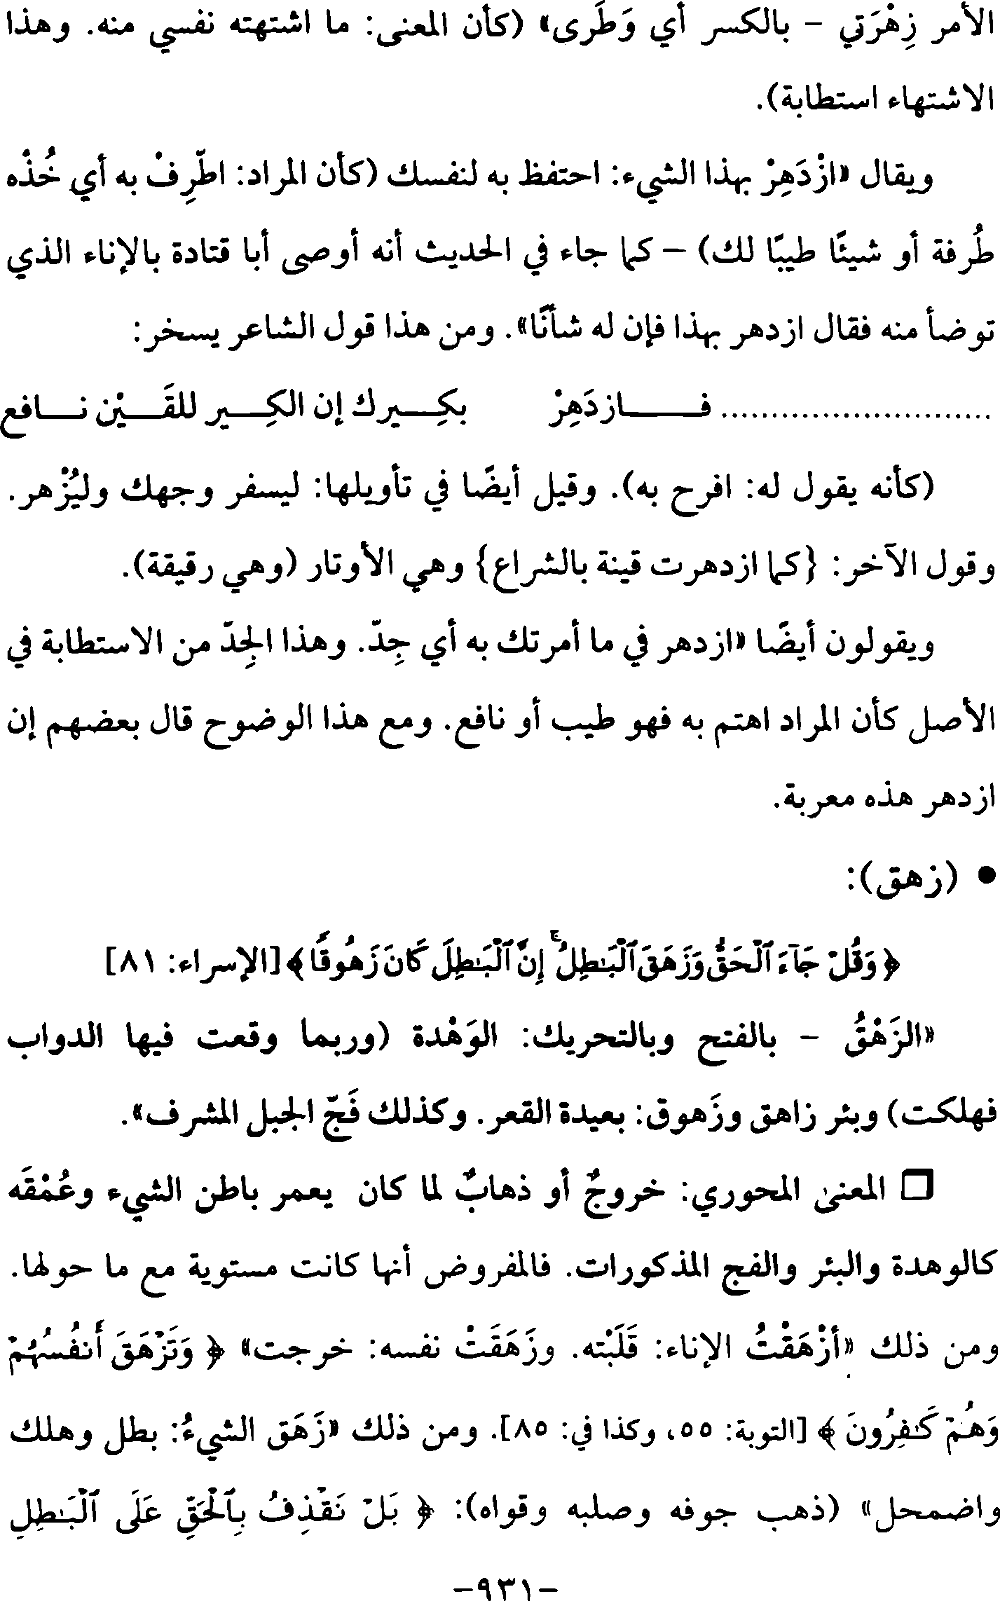 الأمر زِهْرَتي – بالكسر أي وَطَرى» (كأن المعنى: ما اشتهته نفسي منه. وهذا
الاشتهاء استطابة).
ويقال «ازْدَهِرْ بهذا الشيء: احتفظ به لنفسك (كأن المراد: اطّرِفْ به أي خُذْه
طُرفة أو شيئًا طيبًا لك) – كما جاء في الحديث أنه أوصى أبا قتادة بالإناء الذي
توضأ منه فقال ازدهر بهذا فإن له شأنًا». ومن هذا قول الشاعر يسخر:
........................... فـازدَهِرْ بكِـيرك إن الكِـير للقَـيْن نـافع
(كأنه يقول له: افرح به). وقيل أيضًا في تأويلها: ليسفر وجهك وليُزْهر.
وقول الآخر: {كما ازدهرت قينة بالشراع} وهي الأوتار (وهي رقيقة).
ويقولون أيضًا «ازدهر في ما أمرتك به أي جِدّ. وهذا الجِدّ من الاستطابة في
الأصل كأن المراد اهتم به فهو طيب أو نافع. ومع هذا الوضوح قال بعضهم إن
ازدهر هذه معربة.
• (زهق):
﴿ وَقُلْ جَآءَ ٱلْحَقُّ وَزَهَقَ ٱلْبَـٰطِلُ ۚ إِنَّ ٱلْبَـٰطِلَ كَانَ زَهُوقًا ﴾ [الإسراء: ٨١]
«الزَهْقُ – بالفتح وبالتحريك: الوَهْدة (وربما وقعت فيها الدواب
فهلكت) وبئر زاهق وزَهوق: بعيدة القعر. وكذلك فَجّ الجبل المشرف».
❒ المعنى المحوري: خروجٌ أو ذهابٌ لما كان يعمر باطن الشيء وعُمْقَه
كالوهدة والبئر والفج المذكورات. فالمفروض أنها كانت مستوية مع ما حولها.
ومن ذلك «أزْهَقْتُ الإناء: قَلَبْته. وزَهَقَتْ نفسه: خرجت» ﴿ وَتَزْهَقَ أَنفُسُهُمْ
وَهُمْ كَـٰفِرُونَ ﴾ [التوبة: ٥٥، وكذا في: ٨٥]. ومن ذلك «زَهَق الشيءُ: بطل وهلك
واضمحل» (ذهب جوفه وصلبه وقواه): ﴿ بَلْ نَقْذِفُ بِٱلْحَقِّ عَلَى ٱلْبَـٰطِلِ
-٩٣١-